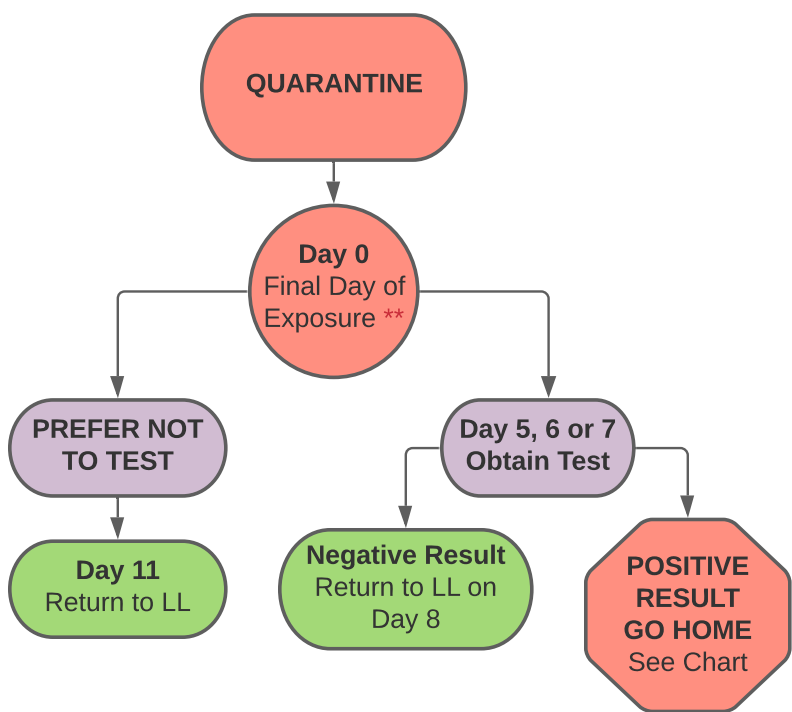 QUARANTINE
Day 0
Final Day of
Exposure **
PREFER NOT
TO TEST
Day 5, 6 or 7
Obtain Test
Day 11
Return to LL
Negative Result
Return to LL on
Day 8
POSITIVE
RESULT
GO HOME
See Chart